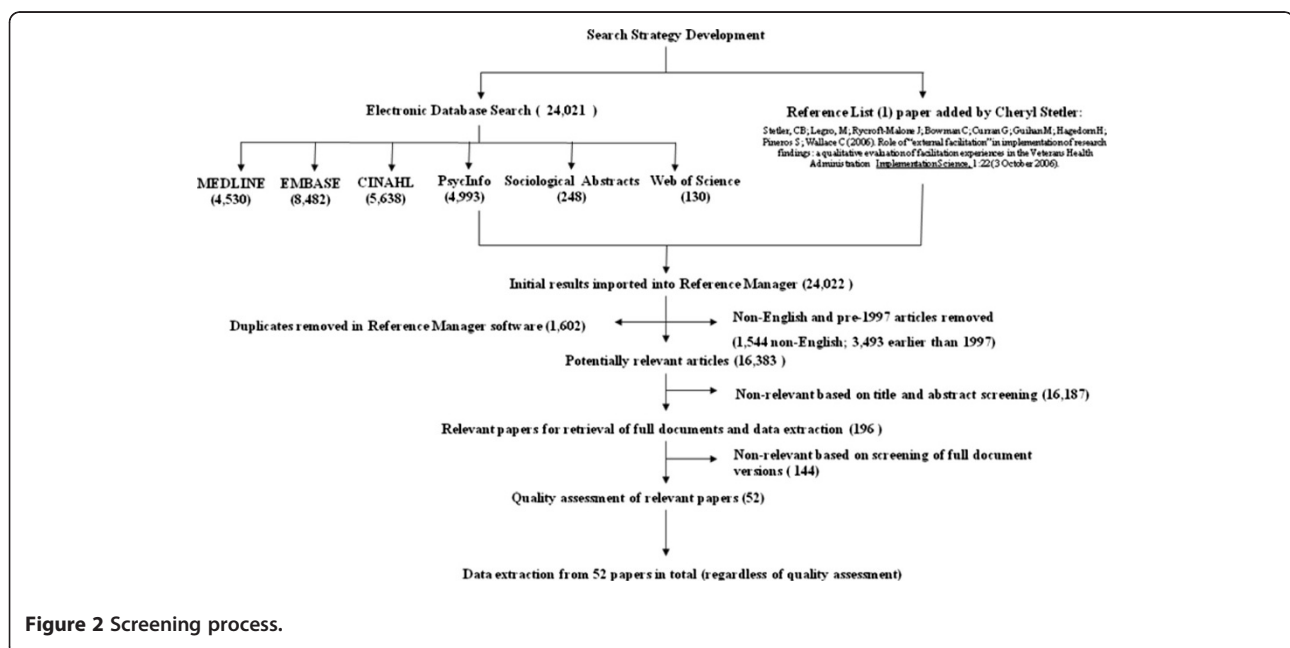 Search Strategy Development
Electronic Database Search ( 24,021 )
Reference List (1) paper added by Cheryl Stetler:
Stetler, CB; Legro, M; Rycroft-Malone J; Bowman C; Curran G; Guihan M; Hagedorn H;
Pineros S ; Wallace C (2006). Role of "external facilitation" in implementation of research
findings : a qualitative evaluation of facilitation experiences in the Veterans Health
Administration Implementation Science, 1:22 (3 October 2006).
MEDLINE
(4,530)
EMBASE
(8,482)
CINAHL
(5,638)
PsycInfo
(4,993)
Sociological Abstracts
(248)
Web of Science
(130)
Initial results imported into Reference Manager (24,022 )
Duplicates removed in Reference Manager software (1,602)
Non-English and pre-1997 articles removed
(1,544 non-English; 3,493 earlier than 1997)
Potentially relevant articles (16,383 )
Non-relevant based on title and abstract screening (16,187)
Relevant papers for retrieval of full documents and data extraction (196 )
Non-relevant based on screening of full document
versions ( 144)
Quality assessment of relevant papers (52)
Data extraction from 52 papers in total (regardless of quality assessment)
Figure 2 Screening process.